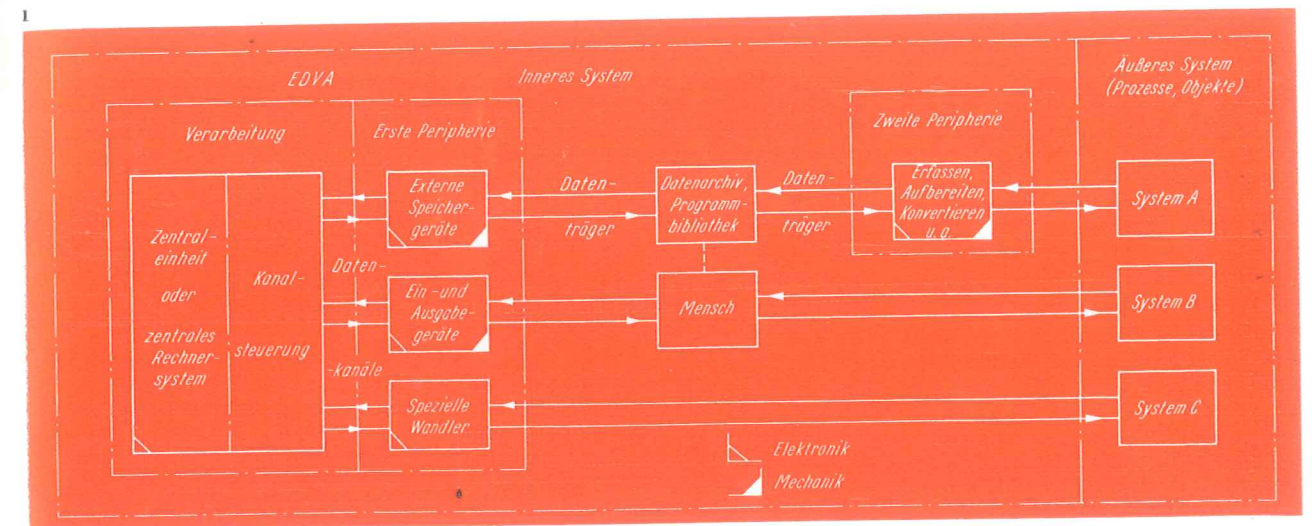 1
EDVA
Inneres System
Äußeres System
(Prozesse, Objekte)
Verarbeitung
Erste Peripherie
Zweite Peripherie
Zentral-
einheit
oder
zentrales
Rechner-
system
Kanal-
steuerung
Daten-
-kanäle
Externe
Speicher-
geräte
Daten-
träger
Datenarchiv,
Programm-
bibliothek
Daten-
träger
Erfassen,
Aufbereiten,
Konvertieren
u. a.
System A
Ein- und
Ausgabe-
geräte
Mensch
System B
Spezielle
Wandler
System C
Elektronik
Mechanik